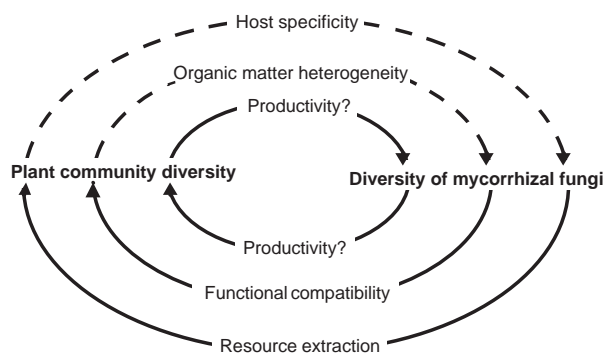 Host specificity
Organic matter heterogeneity
Productivity?
Plant community diversity
Diversity of mycorrhizal fungi
Productivity?
Functional compatibility
Resource extraction